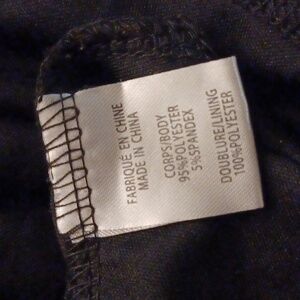 FABRIQUÉ EN CHINE
MADE IN CHINA
CORPS/BODY
95%POLYESTER
5%SPANDEX
DOUBLURE/LINING
100%POLYESTER